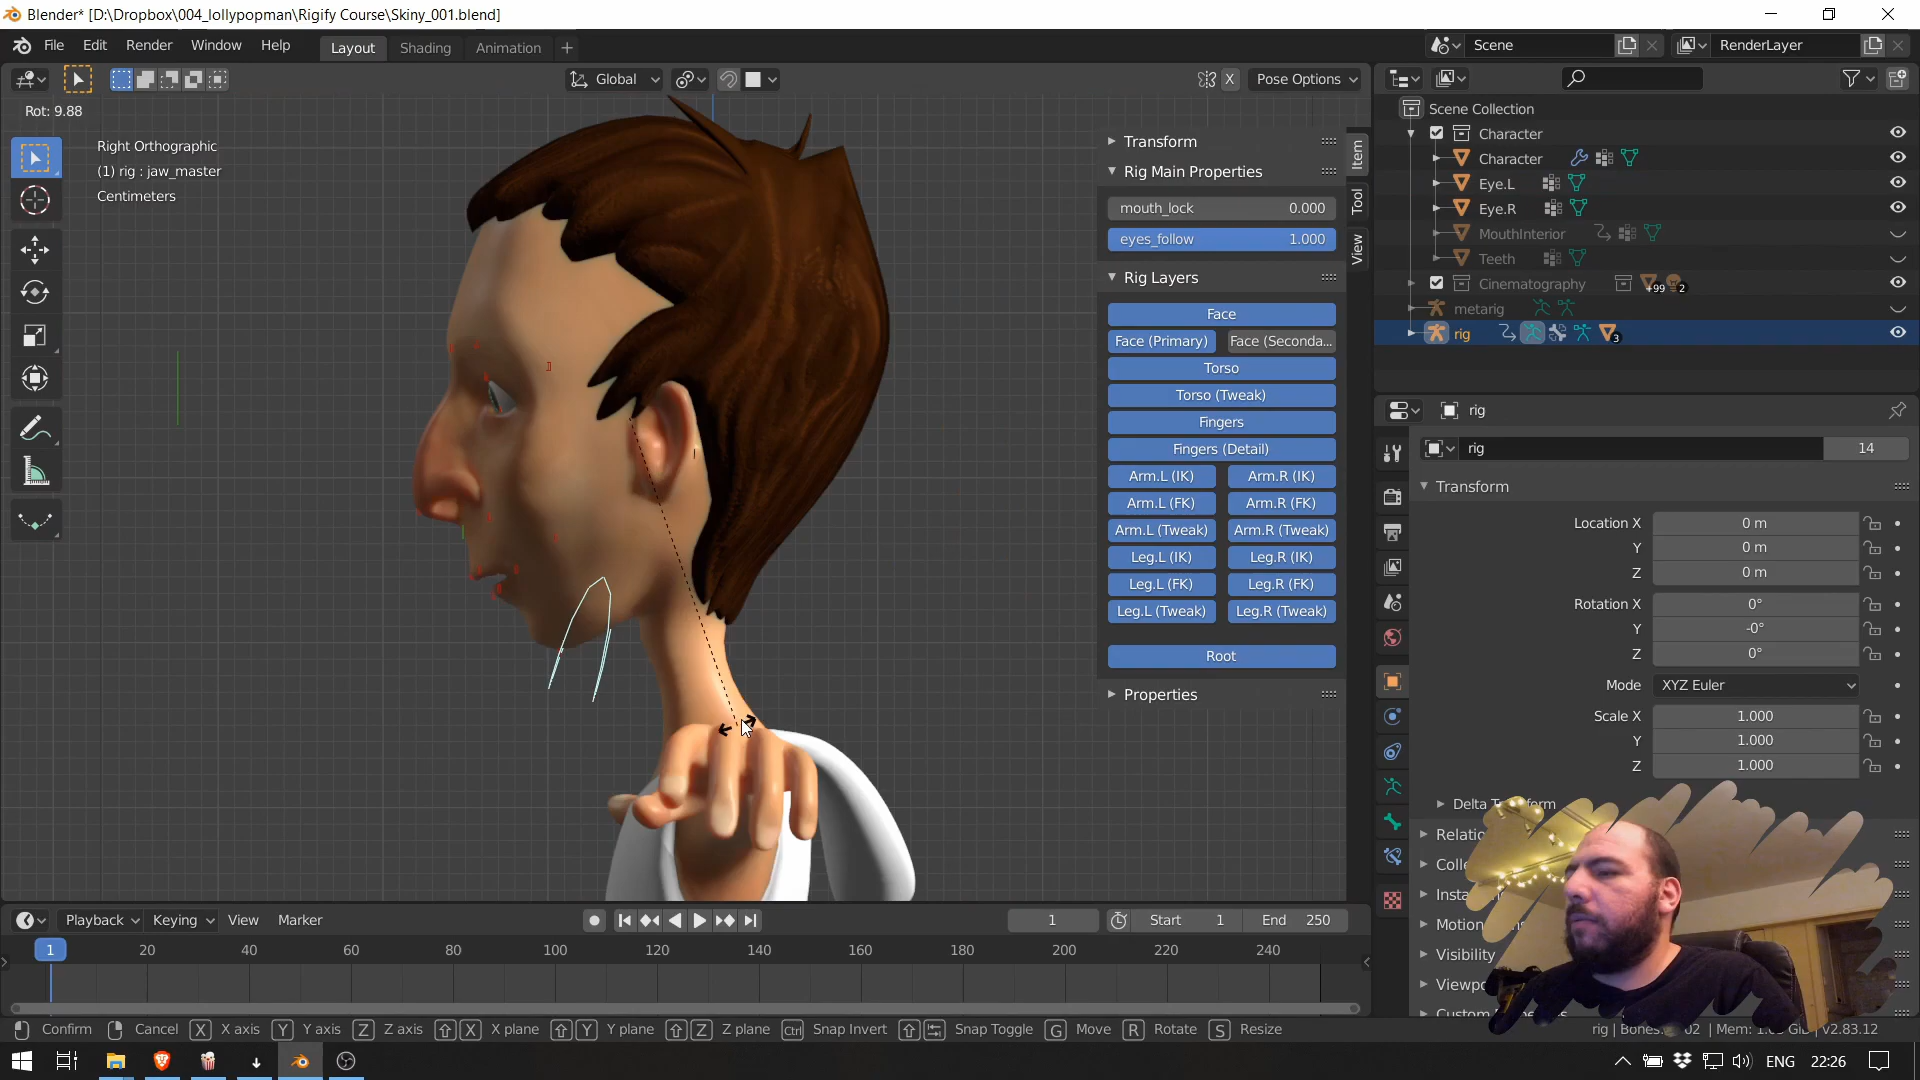 Blender* [D:\Dropbox\004_lollypopman\Rigify Course\Skiny_001.blend]
File Edit Render Window Help Layout Shading Animation + Scene RenderLayer
Global X Pose Options
Rot: 9.88
Right Orthographic
(1) rig : jaw_master
Centimeters
Transform
Rig Main Properties
mouth_lock 0.000
eyes_follow 1.000
Rig Layers
Face
Face (Primary) Face (Seconda...
Torso
Torso (Tweak)
Fingers
Fingers (Detail)
Arm.L (IK) Arm.R (IK)
Arm.L (FK) Arm.R (FK)
Arm.L (Tweak) Arm.R (Tweak)
Leg.L (IK) Leg.R (IK)
Leg.L (FK) Leg.R (FK)
Leg.L (Tweak) Leg.R (Tweak)
Root
Properties
Item
Tool
View
Scene Collection
Character
Character
Eye.L
Eye.R
MouthInterior
Teeth
Cinematography +99 2
metarig
rig 3
rig
rig 14
Transform
Location X 0 m
Y 0 m
Z 0 m
Rotation X 0°
Y -0°
Z 0°
Mode XYZ Euler
Scale X 1.000
Y 1.000
Z 1.000
Delta
Visibility
Playback Keying View Marker 1 Start 1 End 250
1 20 40 60 80 100 120 140 160 180 200 220 240
Confirm Cancel X X axis Y Y axis Z Z axis X X plane Y Y plane Z Z plane Ctrl Snap Invert Snap Toggle G Move R Rotate S Resize
v2.83.12
ENG 22:26